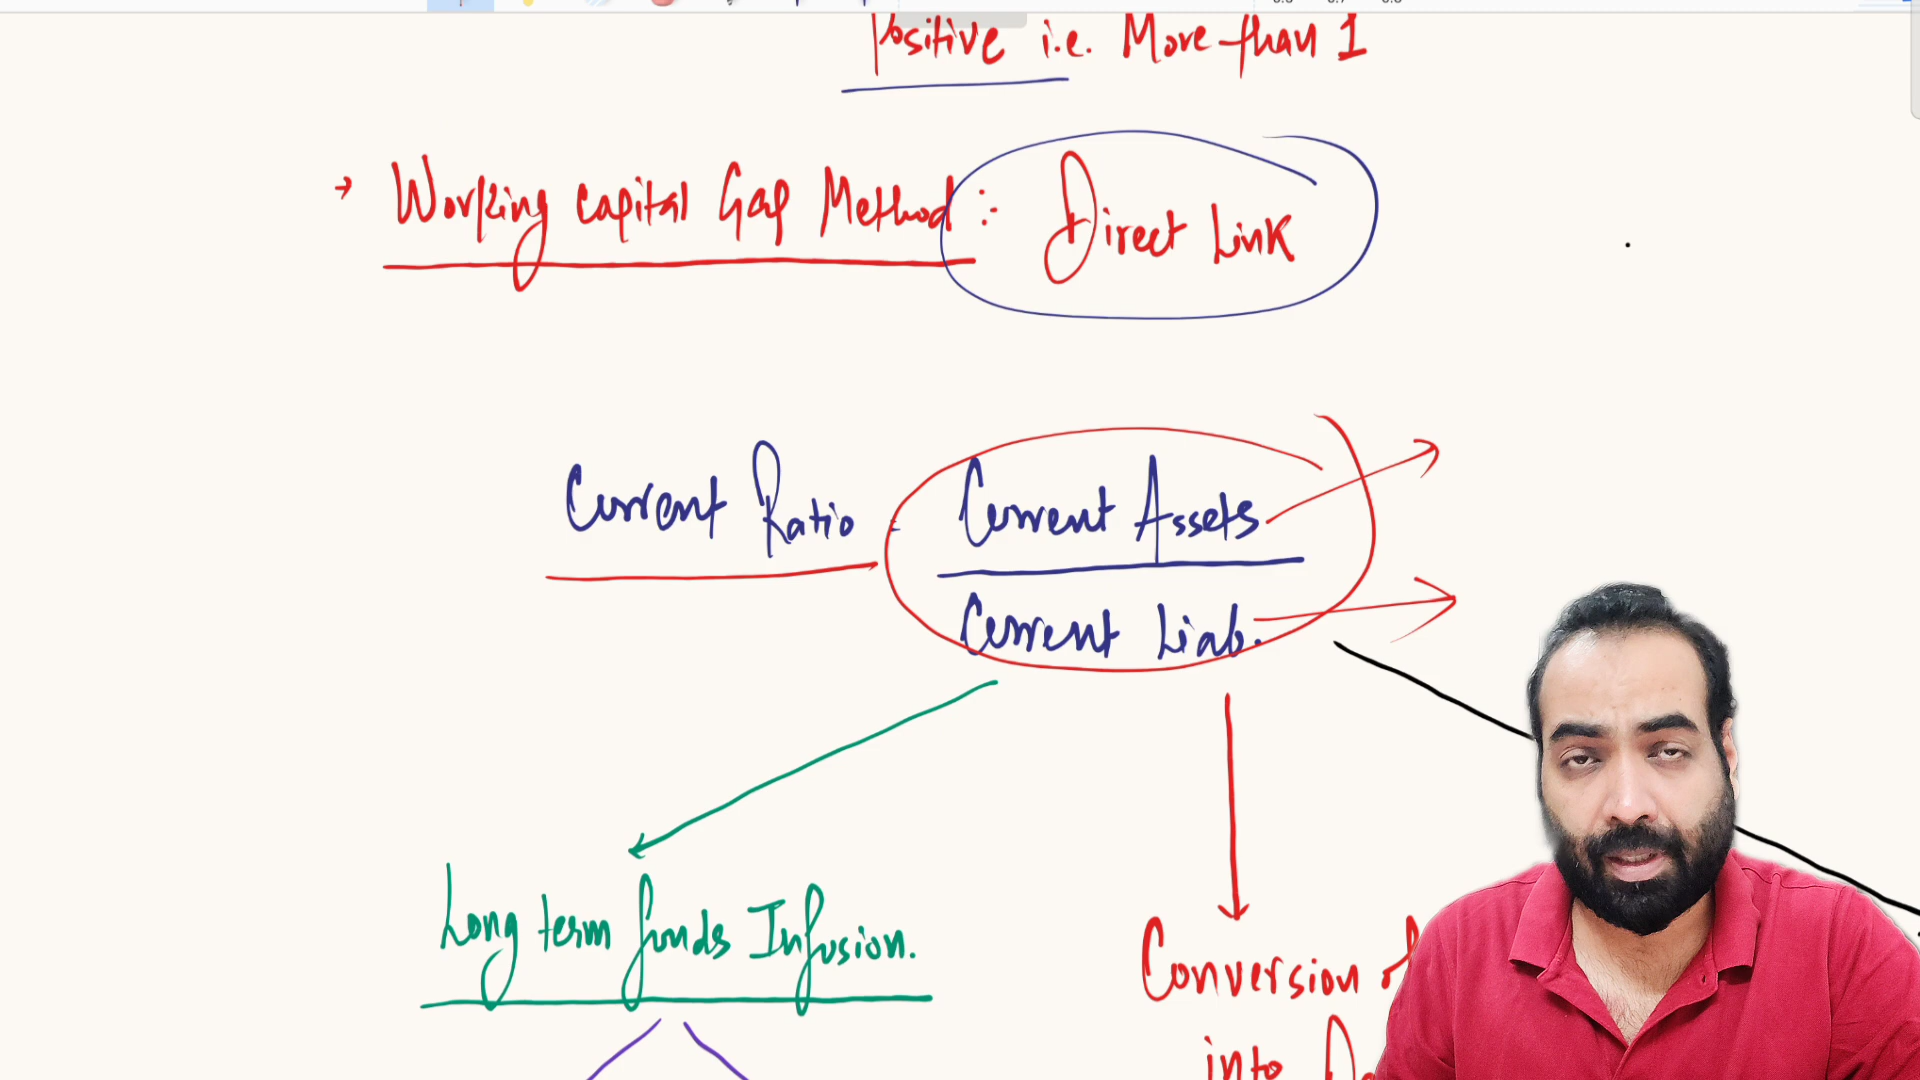 Positive i.e. More than 1
→ Working Capital Gap Method :- Direct Link
Current Ratio = Current Assets
Current Liab.
Long term funds Infusion.
Conversion of
into